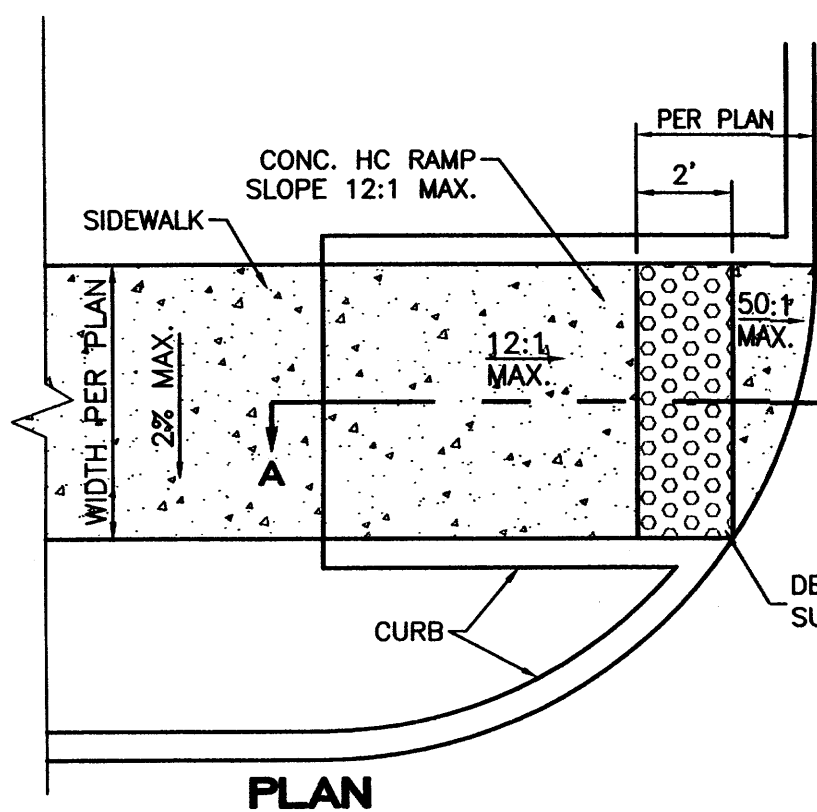 PER PLAN
CONC. HC RAMP
SLOPE 12:1 MAX.
2'
SIDEWALK
WIDTH PER PLAN
2% MAX.
12:1
MAX.
50:1
MAX.
A
CURB
PLAN